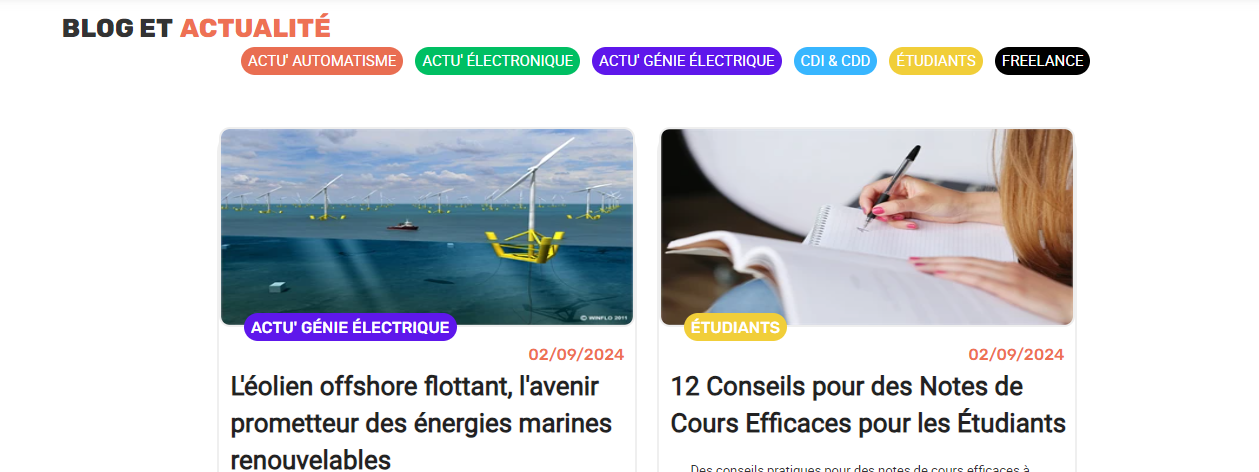 BLOG ET ACTUALITÉ
ACTU' AUTOMATISME ACTU' ÉLECTRONIQUE ACTU' GÉNIE ÉLECTRIQUE CDI & CDD ÉTUDIANTS FREELANCE
© WINFLO 2011
ACTU' GÉNIE ÉLECTRIQUE
02/09/2024
L'éolien offshore flottant, l'avenir
prometteur des énergies marines
renouvelables
ÉTUDIANTS
02/09/2024
12 Conseils pour des Notes de
Cours Efficaces pour les Étudiants
Des conseils pratiques pour des notes de cours efficaces à